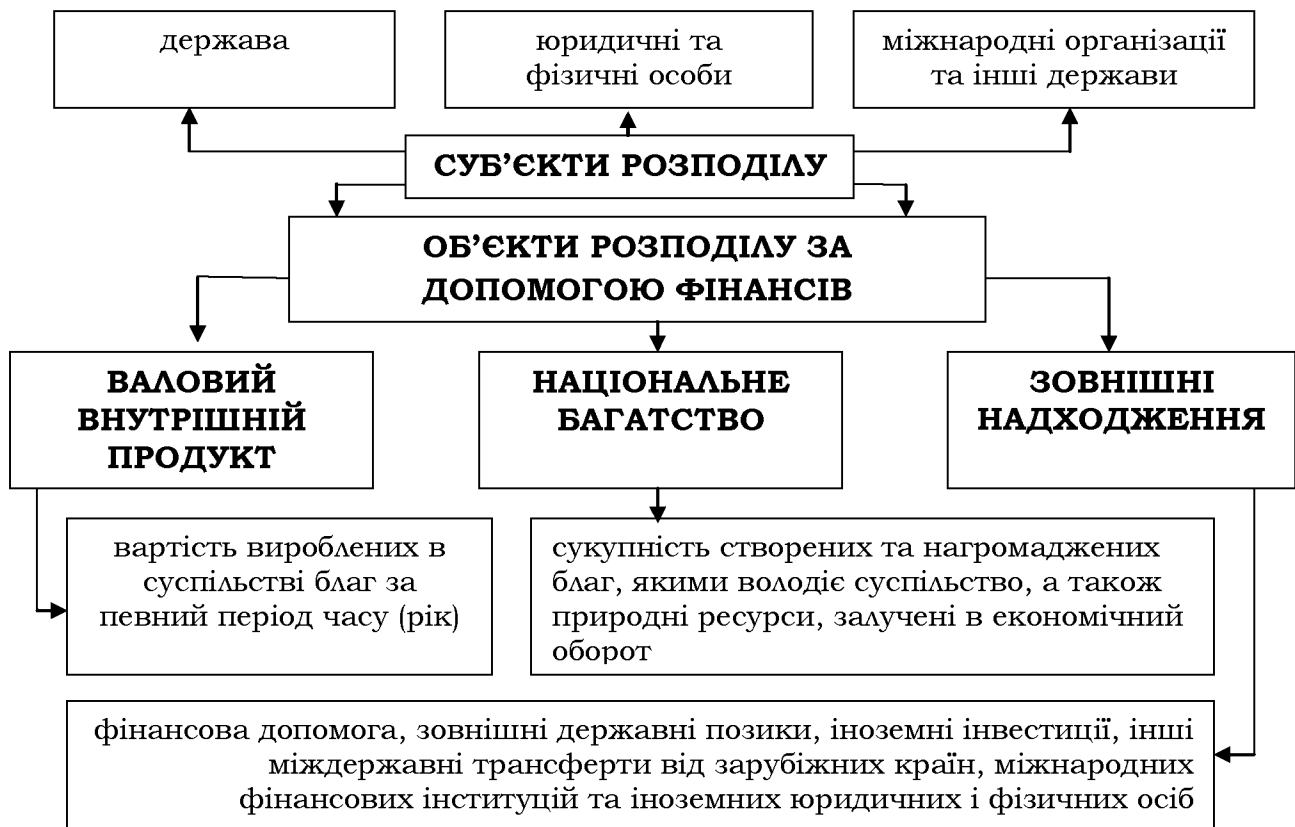 держава
юридичні та
фізичні особи
міжнародні організації
та інші держави
СУБ’ЄКТИ РОЗПОДІЛУ
ОБ’ЄКТИ РОЗПОДІЛУ ЗА
ДОПОМОГОЮ ФІНАНСІВ
ВАЛОВИЙ
ВНУТРІШНІЙ
ПРОДУКТ
НАЦІОНАЛЬНЕ
БАГАТСТВО
ЗОВНІШНІ
НАДХОДЖЕННЯ
вартість вироблених в
суспільстві благ за
певний період часу (рік)
сукупність створених та нагромаджених
благ, якими володіє суспільство, а також
природні ресурси, залучені в економічний
оборот
фінансова допомога, зовнішні державні позики, іноземні інвестиції, інші
міждержавні трансферти від зарубіжних країн, міжнародних
фінансових інституцій та іноземних юридичних і фізичних осіб